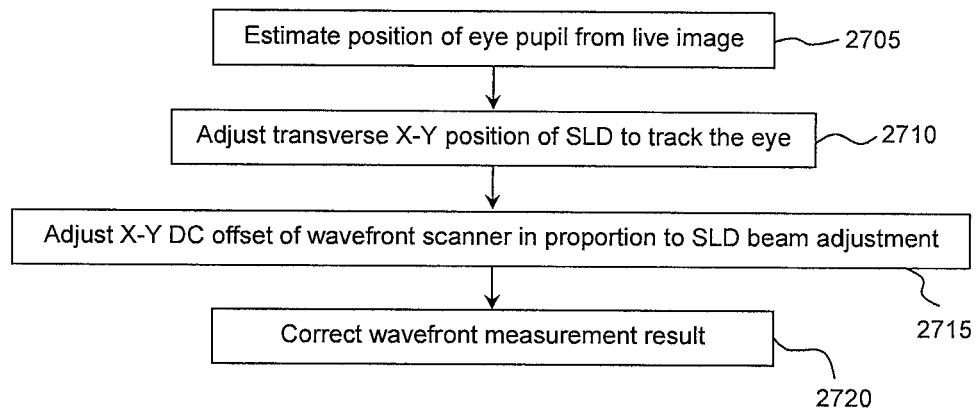 Estimate position of eye pupil from live image
2705
Adjust transverse X-Y position of SLD to track the eye
2710
Adjust X-Y DC offset of wavefront scanner in proportion to SLD beam adjustment
2715
Correct wavefront measurement result
2720